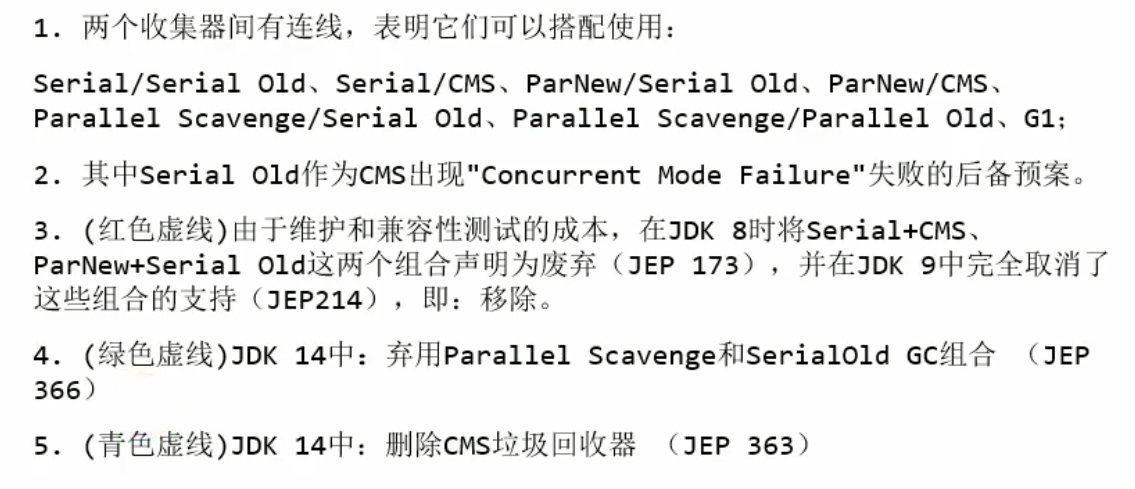 1. 两个收集器间有连线，表明它们可以搭配使用：
Serial/Serial Old、Serial/CMS、ParNew/Serial Old、ParNew/CMS、
Parallel Scavenge/Serial Old、Parallel Scavenge/Parallel Old、G1；
2. 其中Serial Old作为CMS出现"Concurrent Mode Failure"失败的后备预案。
3. (红色虚线)由于维护和兼容性测试的成本，在JDK 8时将Serial+CMS、
ParNew+Serial Old这两个组合声明为废弃（JEP 173），并在JDK 9中完全取消了
这些组合的支持（JEP214），即：移除。
4. (绿色虚线)JDK 14中：弃用Parallel Scavenge和SerialOld GC组合 （JEP
366）
5. (青色虚线)JDK 14中：删除CMS垃圾回收器 （JEP 363）